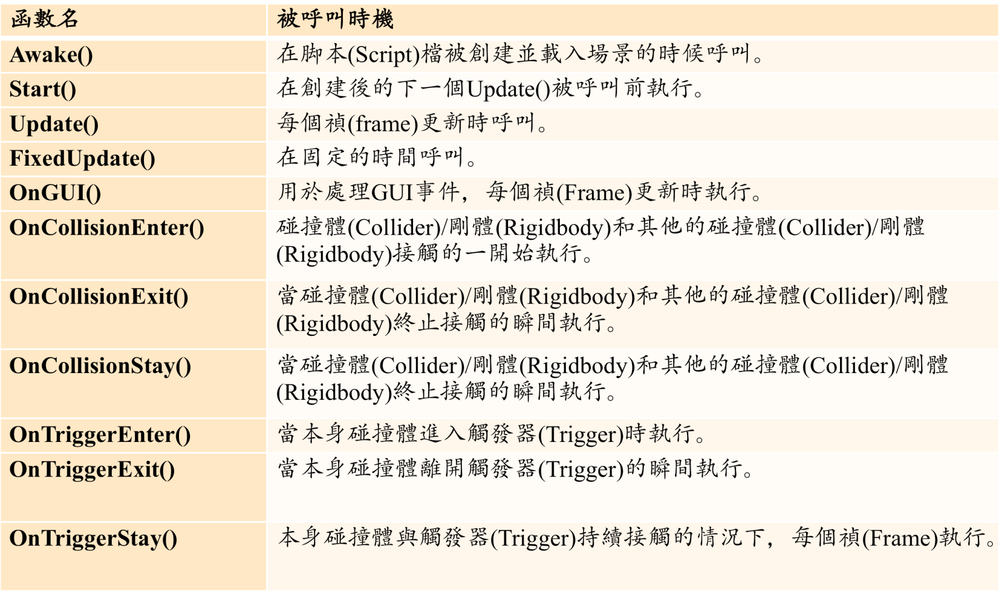 函數名 被呼叫時機
Awake() 在脚本(Script)檔被創建並載入場景的時候呼叫。
Start() 在創建後的下一個Update()被呼叫前執行。
Update() 每個禎(frame)更新時呼叫。
FixedUpdate() 在固定的時間呼叫。
OnGUI() 用於處理GUI事件，每個禎(Frame)更新時執行。
OnCollisionEnter() 碰撞體(Collider)/剛體(Rigidbody)和其他的碰撞體(Collider)/剛體
(Rigidbody)接觸的一開始執行。
OnCollisionExit() 當碰撞體(Collider)/剛體(Rigidbody)和其他的碰撞體(Collider)/剛體
(Rigidbody)終止接觸的瞬間執行。
OnCollisionStay() 當碰撞體(Collider)/剛體(Rigidbody)和其他的碰撞體(Collider)/剛體
(Rigidbody)終止接觸的瞬間執行。
OnTriggerEnter() 當本身碰撞體進入觸發器(Trigger)時執行。
OnTriggerExit() 當本身碰撞體離開觸發器(Trigger)的瞬間執行。
OnTriggerStay() 本身碰撞體與觸發器(Trigger)持續接觸的情況下，每個禎(Frame)執行。